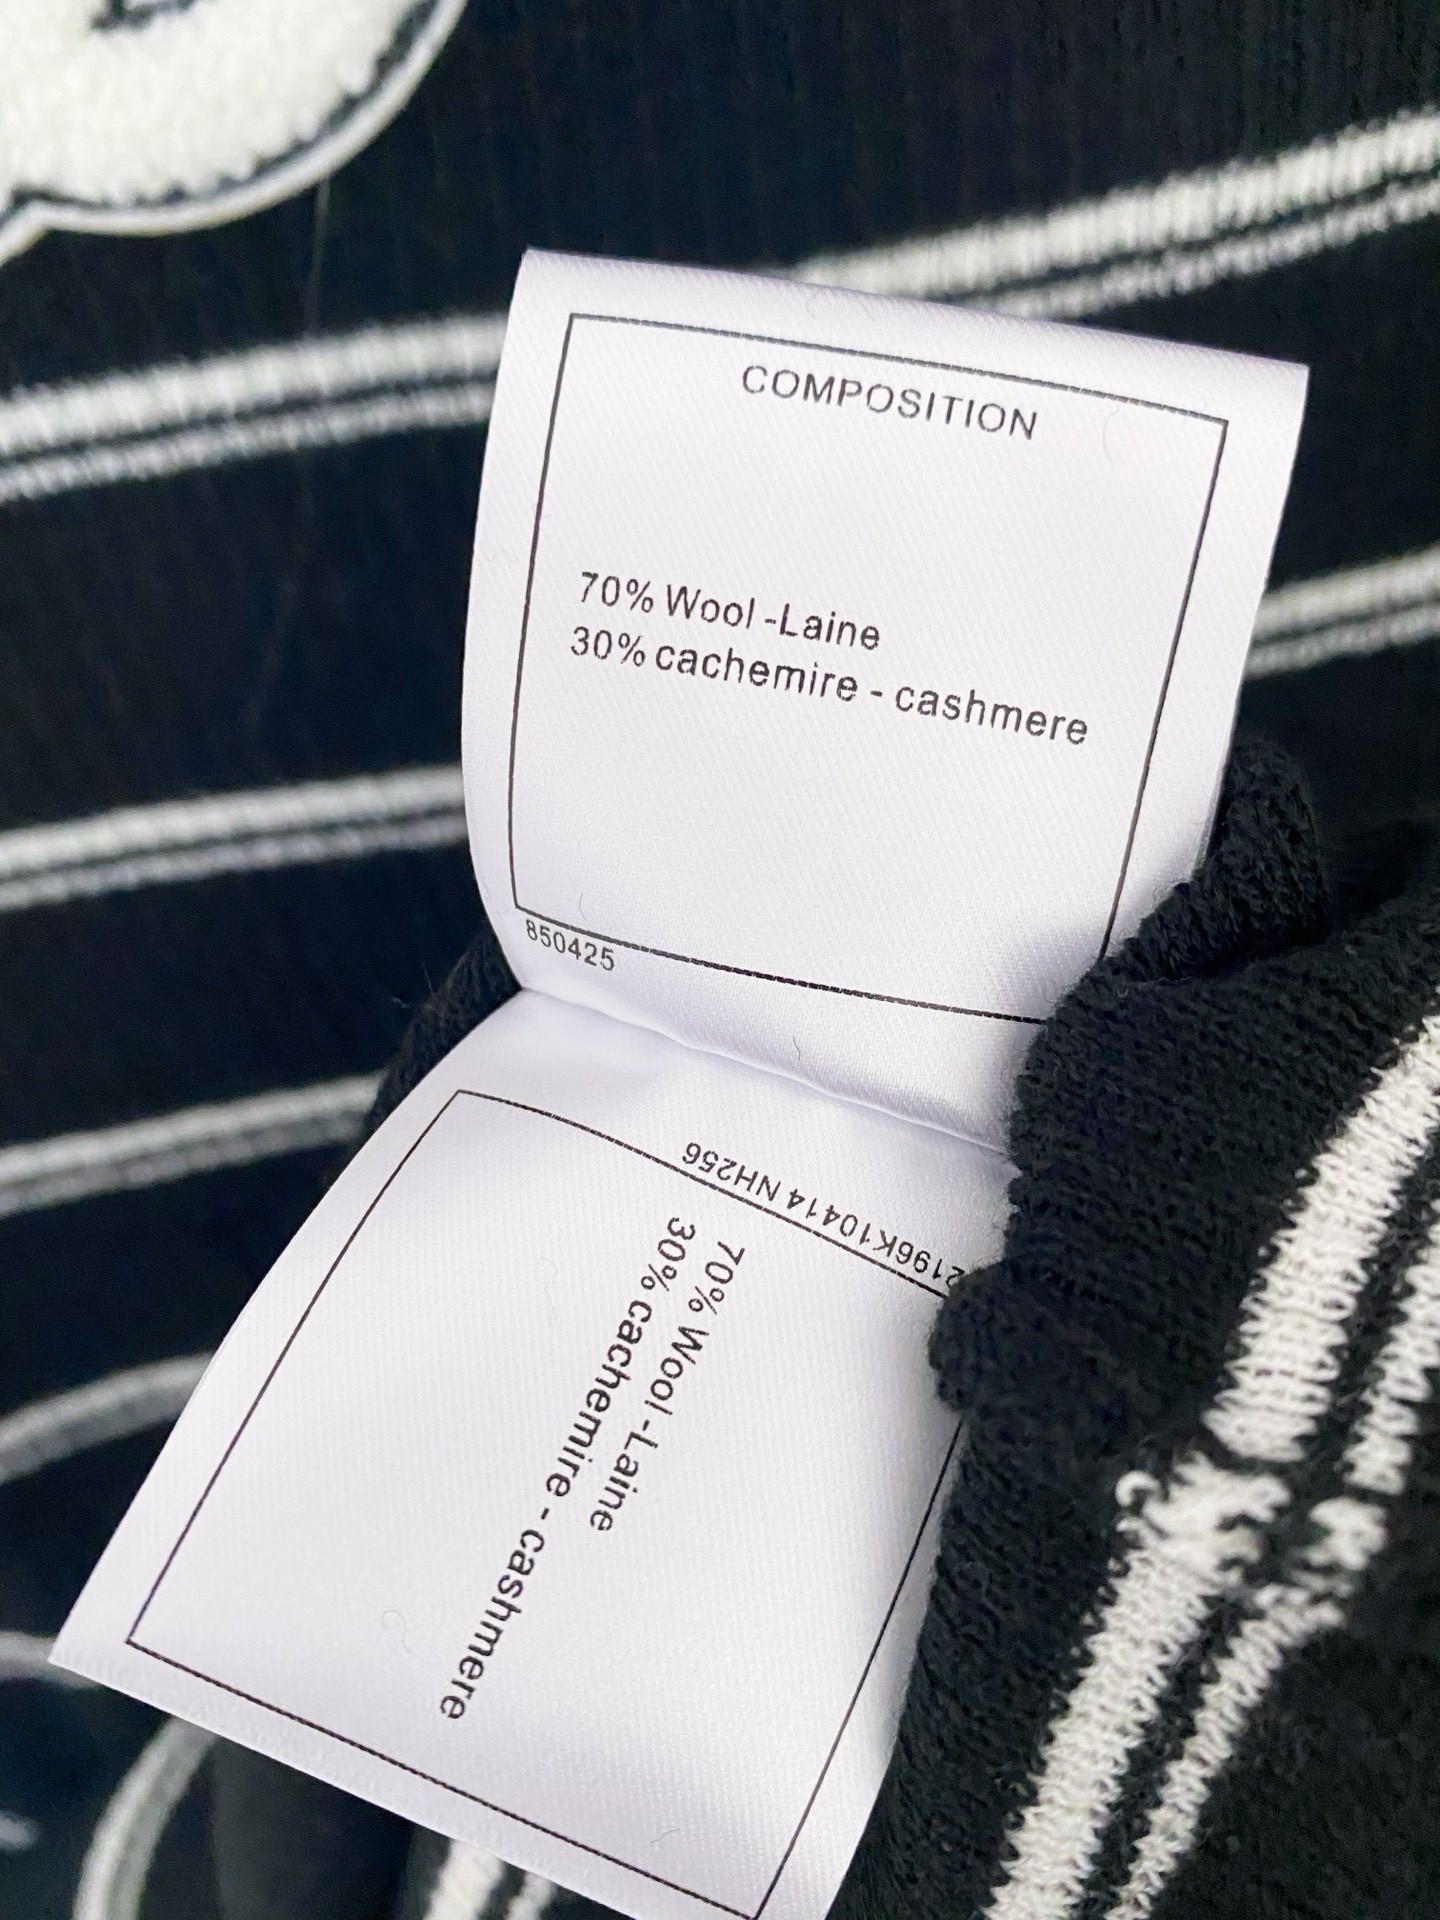 COMPOSITION
70% Wool -Laine
30% cachemire - cashmere
850425
2196K10414 NH256
70% Wool -Laine
30% cachemire - cashmere